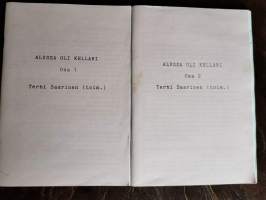 ALUSSA OLI KELLARI
Osa 1
Terhi Saarinen (toim.)
ALUSSA OLI KELLARI
Osa 2
Terhi Saarinen (toim.)